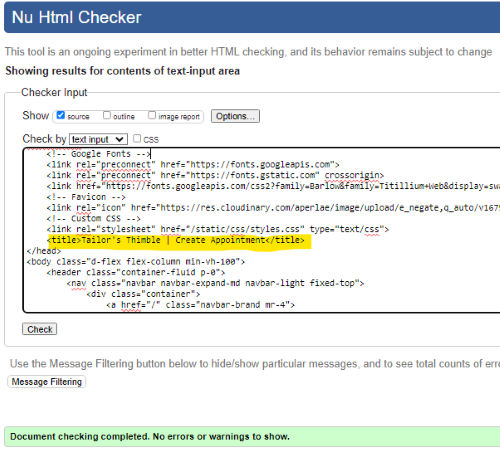 Nu Html Checker
This tool is an ongoing experiment in better HTML checking, and its behavior remains subject to change
Showing results for contents of text-input area
Checker Input
Show source outline image report Options...
Check by text input CSS
<!-- Google Fonts -->
<link rel="preconnect" href="https://fonts.googleapis.com">
<link rel="preconnect" href="https://fonts.gstatic.com" crossorigin>
<link href="https://fonts.googleapis.com/css2?family=Barlow&family=Titillium+Web&display=swa
<!-- Favicon -->
<link rel="icon" href="https://res.cloudinary.com/aperlae/image/upload/e_negate,q_auto/v1679
<!-- Custom CSS -->
<link rel="stylesheet" href="/static/css/styles.css" type="text/css">
<title>Tailor's Thimble | Create Appointment</title>
</head>
<body class="d-flex flex-column min-vh-100">
<header class="container-fluid p-0">
<nav class="navbar navbar-expand-md navbar-light fixed-top">
<div class="container">
<a href="/" class="navbar-brand mr-4">
Check
Use the Message Filtering button below to hide/show particular messages, and to see total counts of erro
Message Filtering
Document checking completed. No errors or warnings to show.